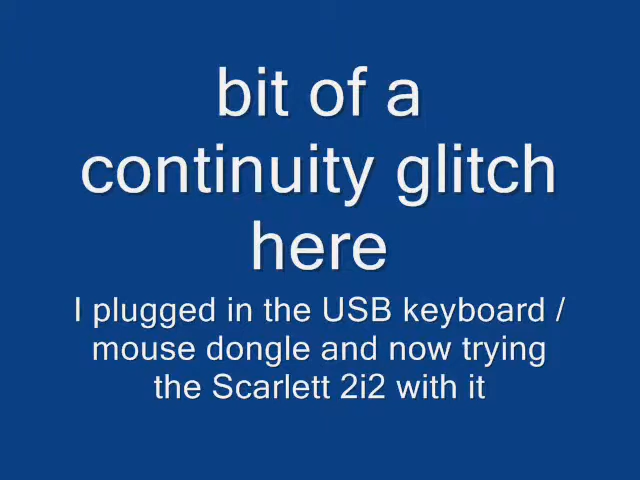 bit of a
continuity glitch
here
I plugged in the USB keyboard /
mouse dongle and now trying
the Scarlett 2i2 with it